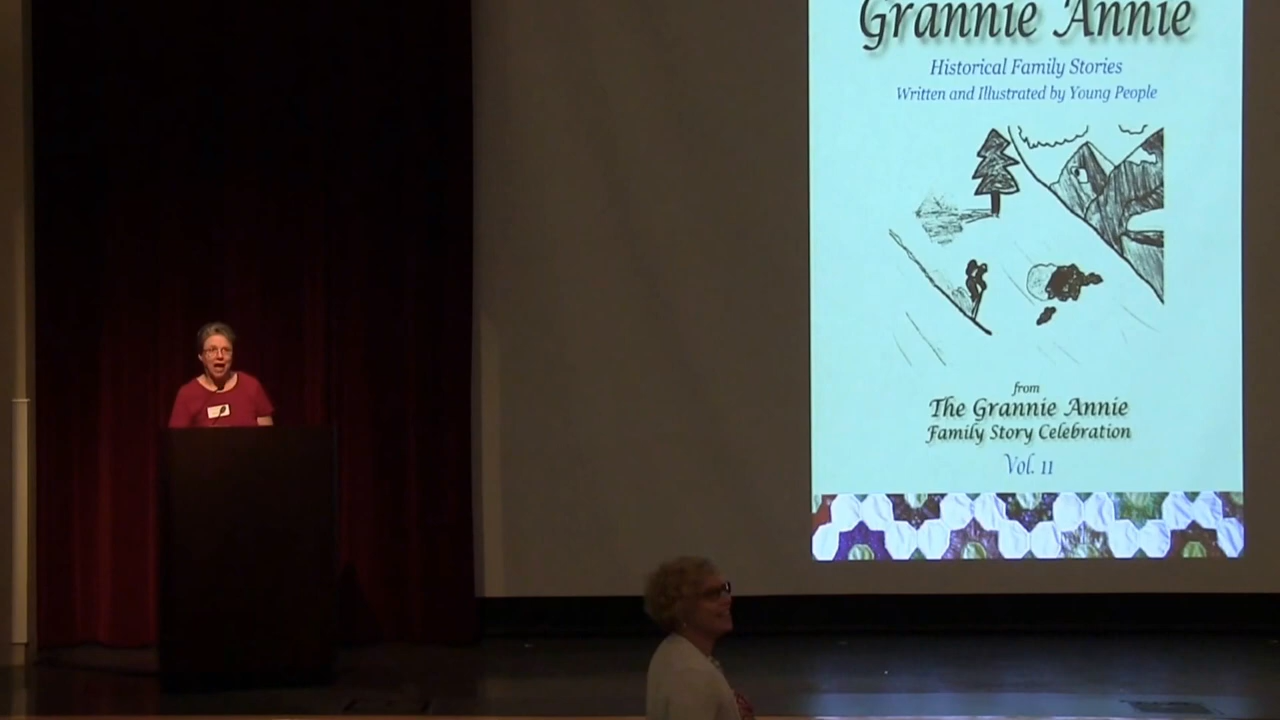 Grannie Annie
Historical Family Stories
Written and Illustrated by Young People
from
The Grannie Annie
Family Story Celebration
Vol. 11